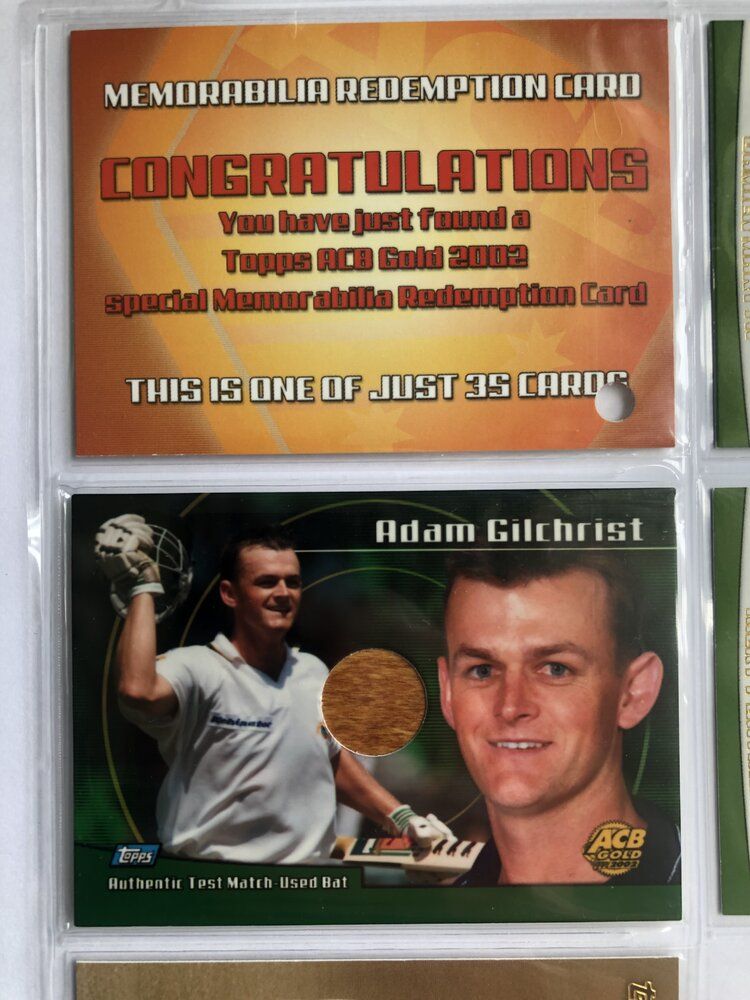 MEMORABILIA REDEMPTION CARD
CONGRATULATIONS
You have just found a
Topps ACB Gold 2002
special Memorabilia Redemption Card
THIS IS ONE OF JUST 35 CARDS
Adam Gilchrist
Topps
Authentic Test Match-Used Bat
ACB
GOLD
2002